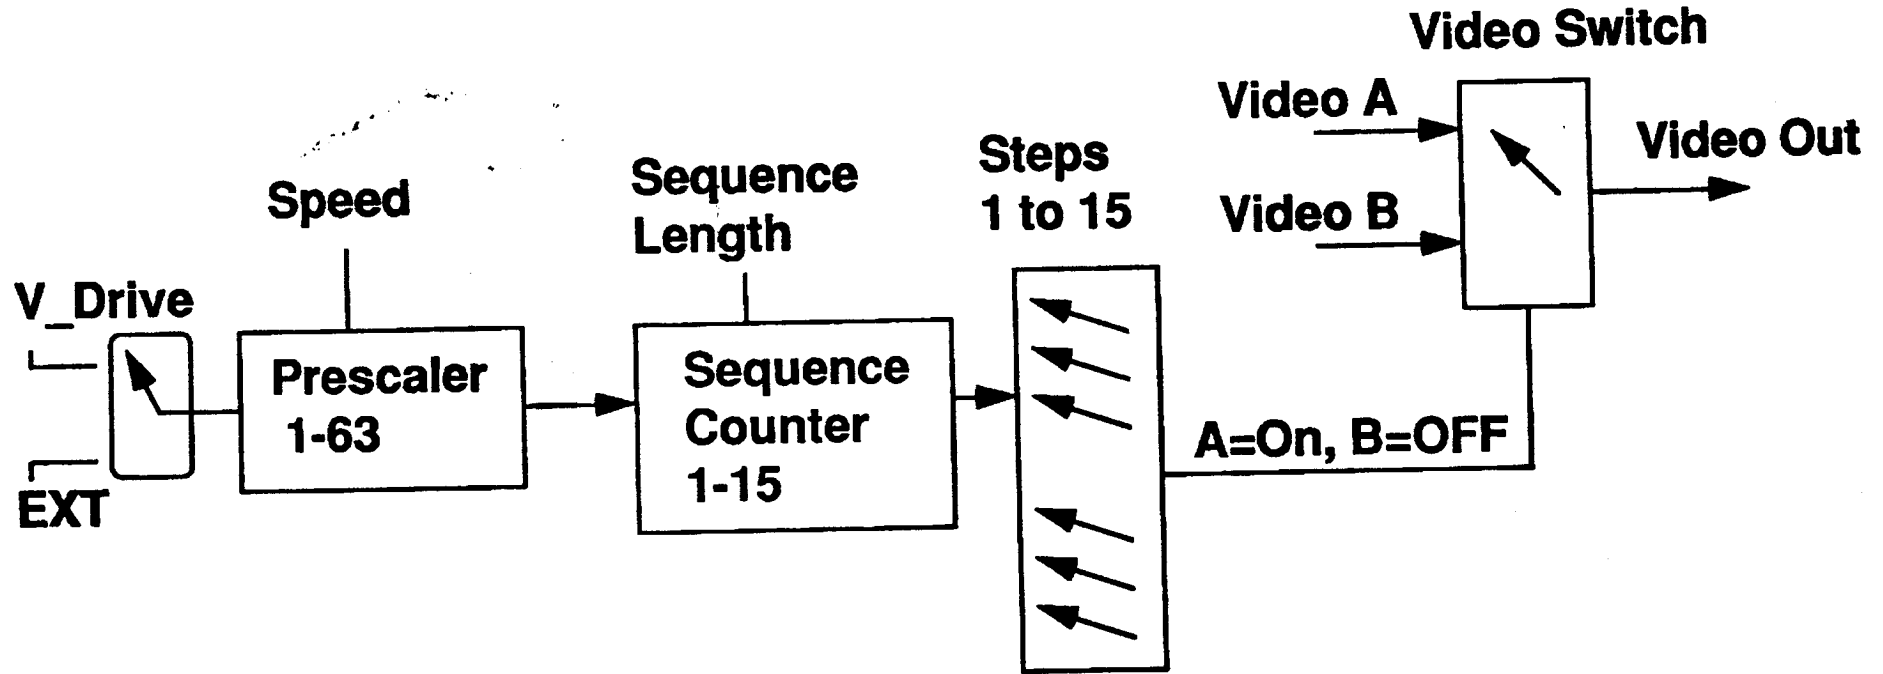 Video Switch
Video A
Video Out
Steps
1 to 15
Sequence
Length
Speed
Video B
V_Drive
Prescaler
1-63
Sequence
Counter
1-15
A=On, B=OFF
EXT